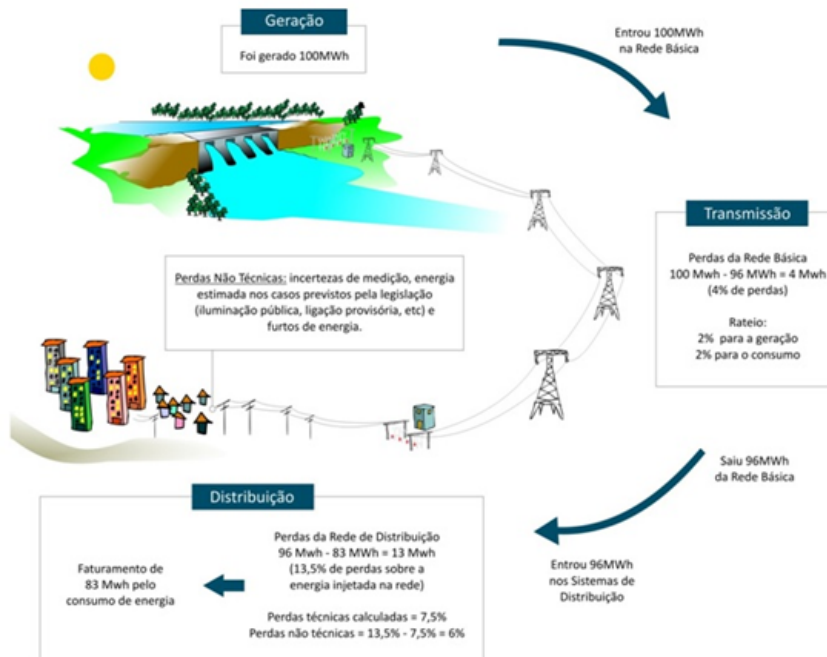 Geração
Foi gerado 100MWh
Entrou 100MWh
na Rede Básica
Transmissão
Perdas da Rede Básica
100 Mwh - 96 MWh = 4 Mwh
(4% de perdas)
Rateio:
2% para a geração
2% para o consumo
Perdas Não Técnicas: incertezas de medição, energia
estimada nos casos previstos pela legislação
(iluminação pública, ligação provisória, etc) e
furtos de energia.
Saiu 96MWh
da Rede Básica
Entrou 96MWh
nos Sistemas de
Distribuição
Distribuição
Perdas da Rede de Distribuição
96 Mwh - 83 MWh = 13 Mwh
(13,5% de perdas sobre a
energia injetada na rede)
Perdas técnicas calculadas = 7,5%
Perdas não técnicas = 13,5% - 7,5% = 6%
Faturamento de
83 Mwh pelo
consumo de energia